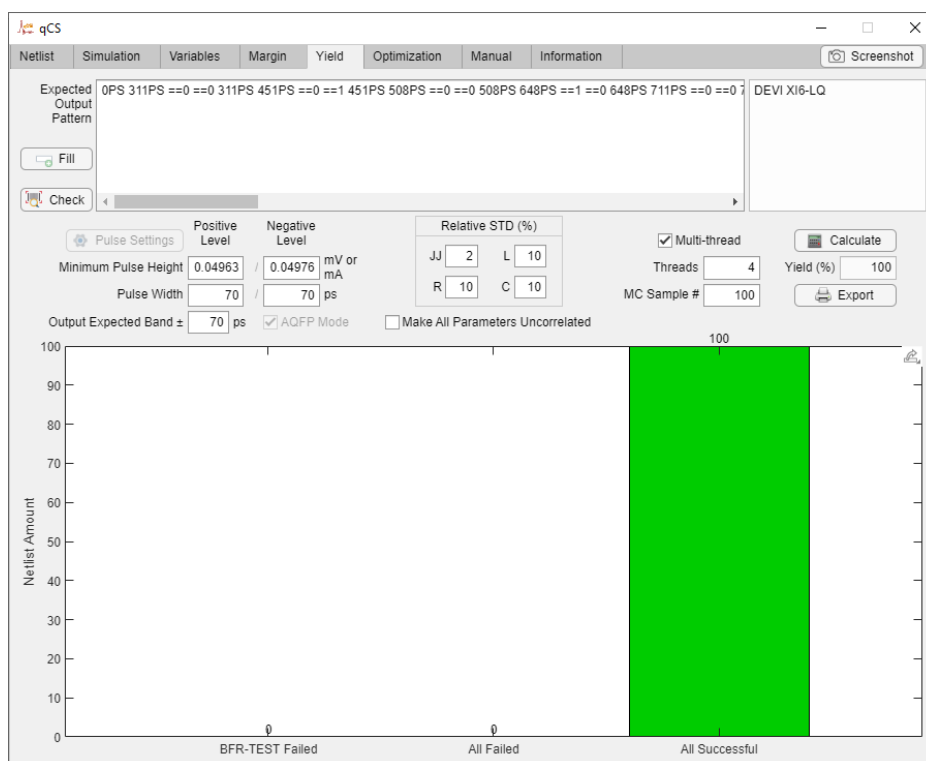 qCS
Netlist Simulation Variables Margin Yield Optimization Manual Information Screenshot
Expected Output Pattern
0PS 311PS ==0 ==0 311PS 451PS ==0 ==1 451PS 508PS ==0 ==0 508PS 648PS ==1 ==0 648PS 711PS ==0 ==0 7
DEVI XI6-LQ
Fill
Check
Pulse Settings
Positive Level
Negative Level
Relative STD (%)
Multi-thread
Calculate
Minimum Pulse Height 0.04963 / 0.04976 mV or mA
JJ 2 L 10
Threads 4
Yield (%) 100
Pulse Width 70 / 70 ps
R 10 C 10
MC Sample # 100
Export
Output Expected Band ± 70 ps
AQFP Mode
Make All Parameters Uncorrelated
100
100
90
80
70
60
50
40
30
20
10
0
Netlist Amount
0
0
BFR-TEST Failed
All Failed
All Successful